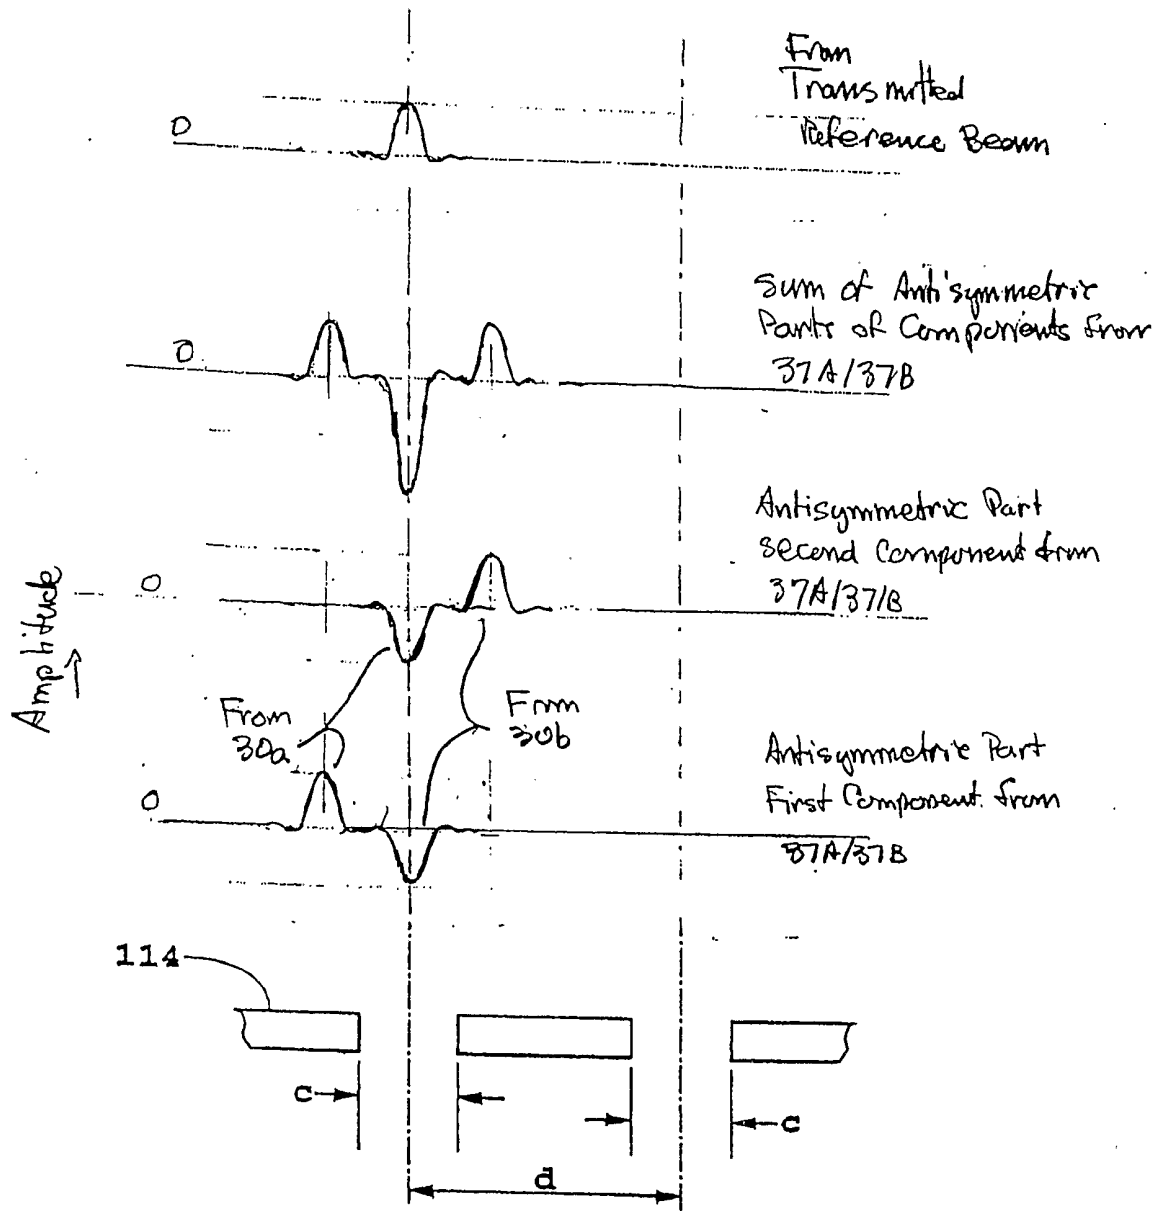 From
Transmitted
Reference Beam
0
Sum of Antisymmetric
Parts of Components from
37A/37B
0
Antisymmetric Part
Second Component from
37A/37/B
0
Amplitude
From
30a
From
30b
Antisymmetric Part
First Component from
37A/37B
0
114
c
c
d